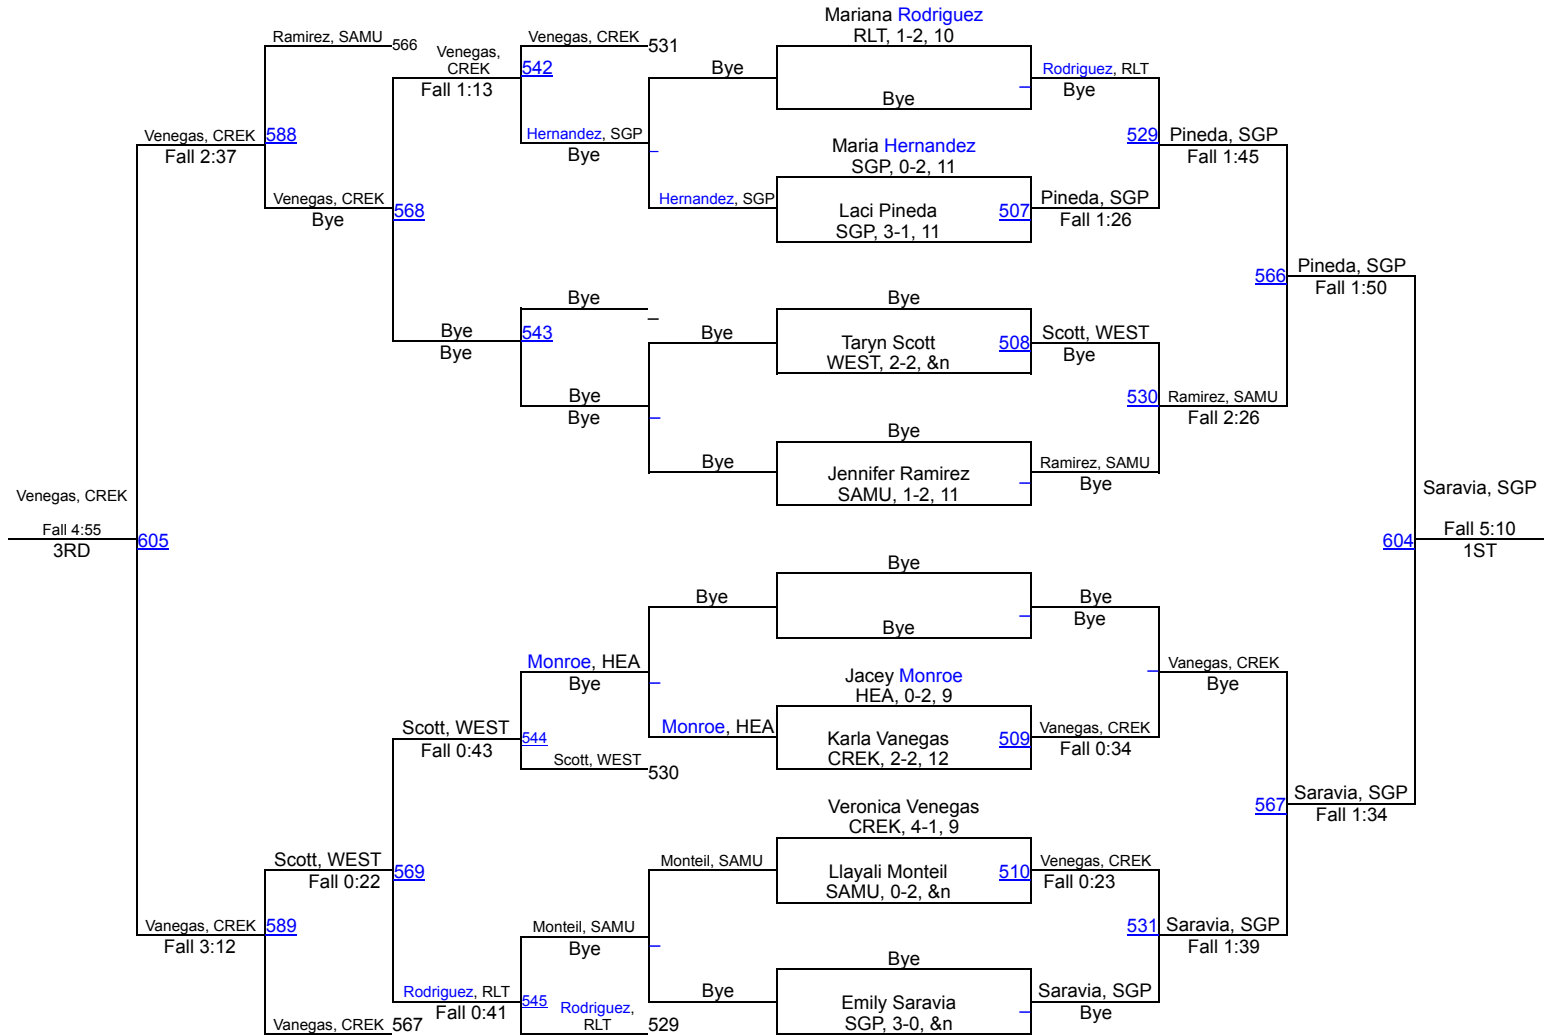 Mariana Rodriguez
RLT, 1-2, 10
Ramirez, SAMU 566
Venegas,
CREK
Fall 1:13
Venegas, CREK 531
542
Bye
Bye
Rodriguez, RLT
Bye
Venegas, CREK
Fall 2:37
588
Hernandez, SGP
Bye
Maria Hernandez
SGP, 0-2, 11
529
Pineda, SGP
Fall 1:45
Venegas, CREK
Bye
568
Hernandez, SGP
Laci Pineda
SGP, 3-1, 11
507
Pineda, SGP
Fall 1:26
566
Pineda, SGP
Fall 1:50
Bye
Bye
Bye
Bye
543
Bye
Taryn Scott
WEST, 2-2, &n
508
Scott, WEST
Bye
Bye
Bye
530
Ramirez, SAMU
Fall 2:26
Bye
Bye
Jennifer Ramirez
SAMU, 1-2, 11
Ramirez, SAMU
Bye
Venegas, CREK
Fall 4:55
3RD
605
604
Saravia, SGP
Fall 5:10
1ST
Bye
Bye
Bye
Bye
Bye
Monroe, HEA
Bye
Jacey Monroe
HEA, 0-2, 9
Vanegas, CREK
Bye
Scott, WEST
Fall 0:43
544
Monroe, HEA
Karla Vanegas
CREK, 2-2, 12
509
Vanegas, CREK
Fall 0:34
Scott, WEST 530
567
Saravia, SGP
Fall 1:34
Veronica Venegas
CREK, 4-1, 9
Scott, WEST
Fall 0:22
569
Monteil, SAMU
Llayali Monteil
SAMU, 0-2, &n
510
Venegas, CREK
Fall 0:23
Vanegas, CREK
Fall 3:12
589
Monteil, SAMU
Bye
531
Saravia, SGP
Fall 1:39
Bye
Rodriguez, RLT
Fall 0:41
545
Rodriguez,
RLT
529
Bye
Emily Saravia
SGP, 3-0, &n
Saravia, SGP
Bye
Vanegas, CREK 567